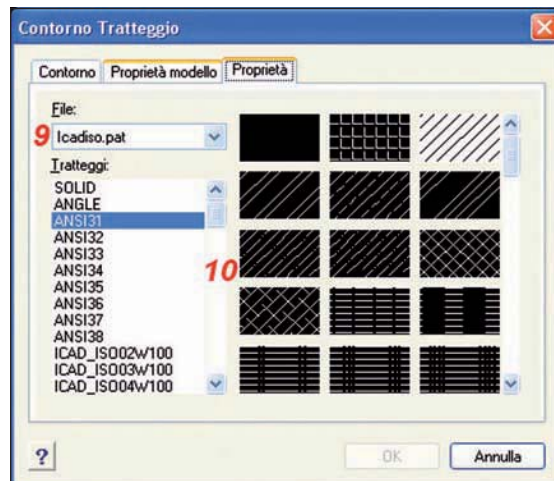 Contorno Tratteggio
Contorno Proprietà modello Proprietà
File:
9 Icadiso.pat
Tratteggi:
SOLID
ANGLE
ANSI31
ANSI32
ANSI33
10
ANSI34
ANSI35
ANSI36
ANSI37
ANSI38
ICAD_ISO02W100
ICAD_ISO03W100
ICAD_ISO04W100
? OK Annulla